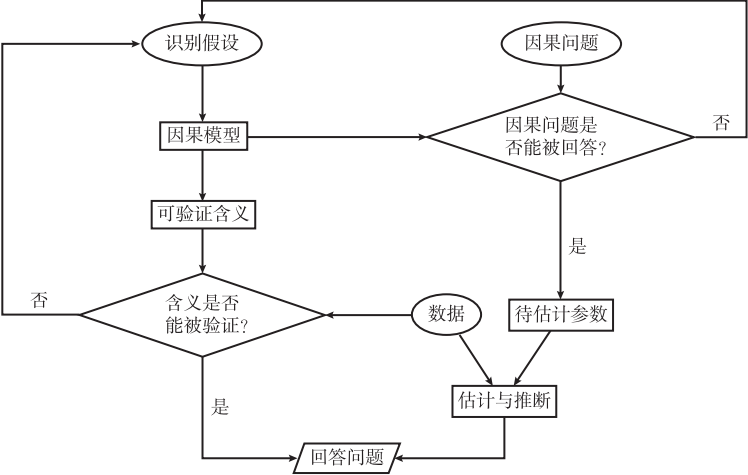 识别假设
因果问题
因果模型
因果问题是
否能被回答?
否
可验证含义
是
否
含义是否
能被验证?
数据
待估计参数
是
估计与推断
回答问题